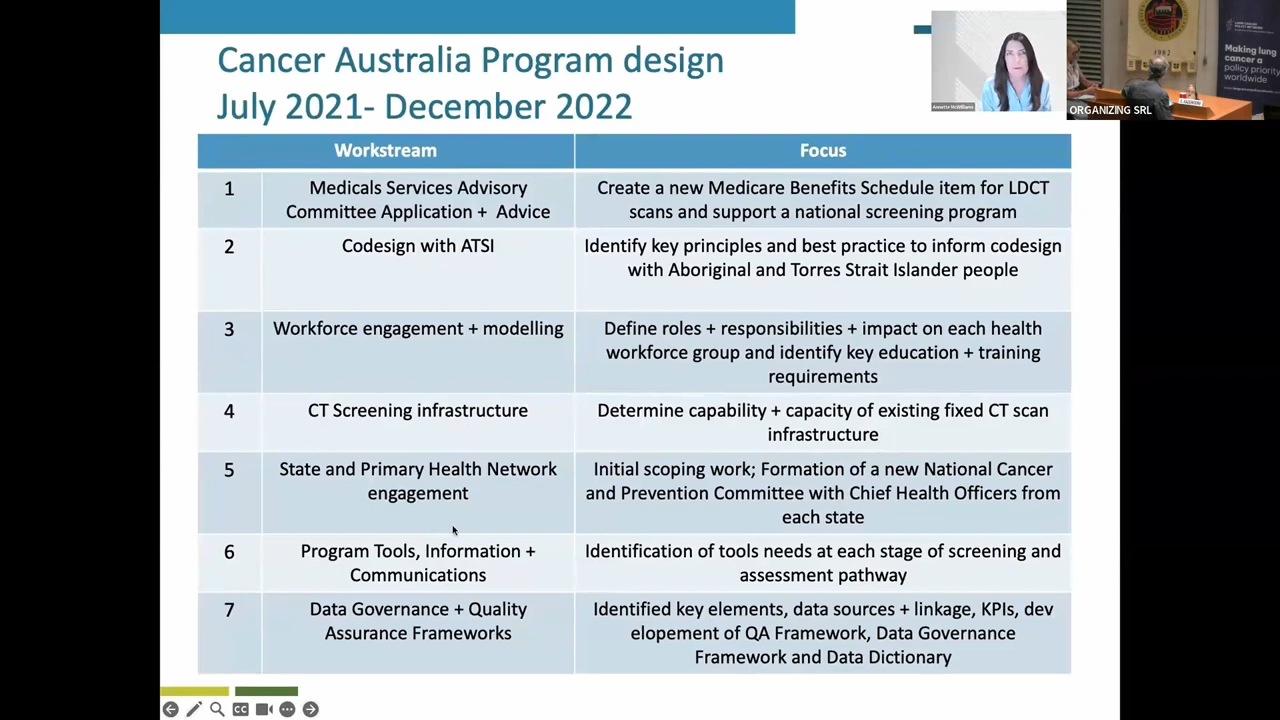 Cancer Australia Program design
July 2021- December 2022
Annette McWilliams
ORGANIZING SRL
1982
Making lung
cancer a
policy priority
worldwide
Workstream
Focus
1
Medicals Services Advisory
Committee Application + Advice
Create a new Medicare Benefits Schedule item for LDCT
scans and support a national screening program
2
Codesign with ATSI
Identify key principles and best practice to inform codesign
with Aboriginal and Torres Strait Islander people
3
Workforce engagement + modelling
Define roles + responsibilities + impact on each health
workforce group and identify key education + training
requirements
4
CT Screening infrastructure
Determine capability + capacity of existing fixed CT scan
infrastructure
5
State and Primary Health Network
engagement
Initial scoping work; Formation of a new National Cancer
and Prevention Committee with Chief Health Officers from
each state
6
Program Tools, Information +
Communications
Identification of tools needs at each stage of screening and
assessment pathway
7
Data Governance + Quality
Assurance Frameworks
Identified key elements, data sources + linkage, KPIs, dev
elopement of QA Framework, Data Governance
Framework and Data Dictionary
CC